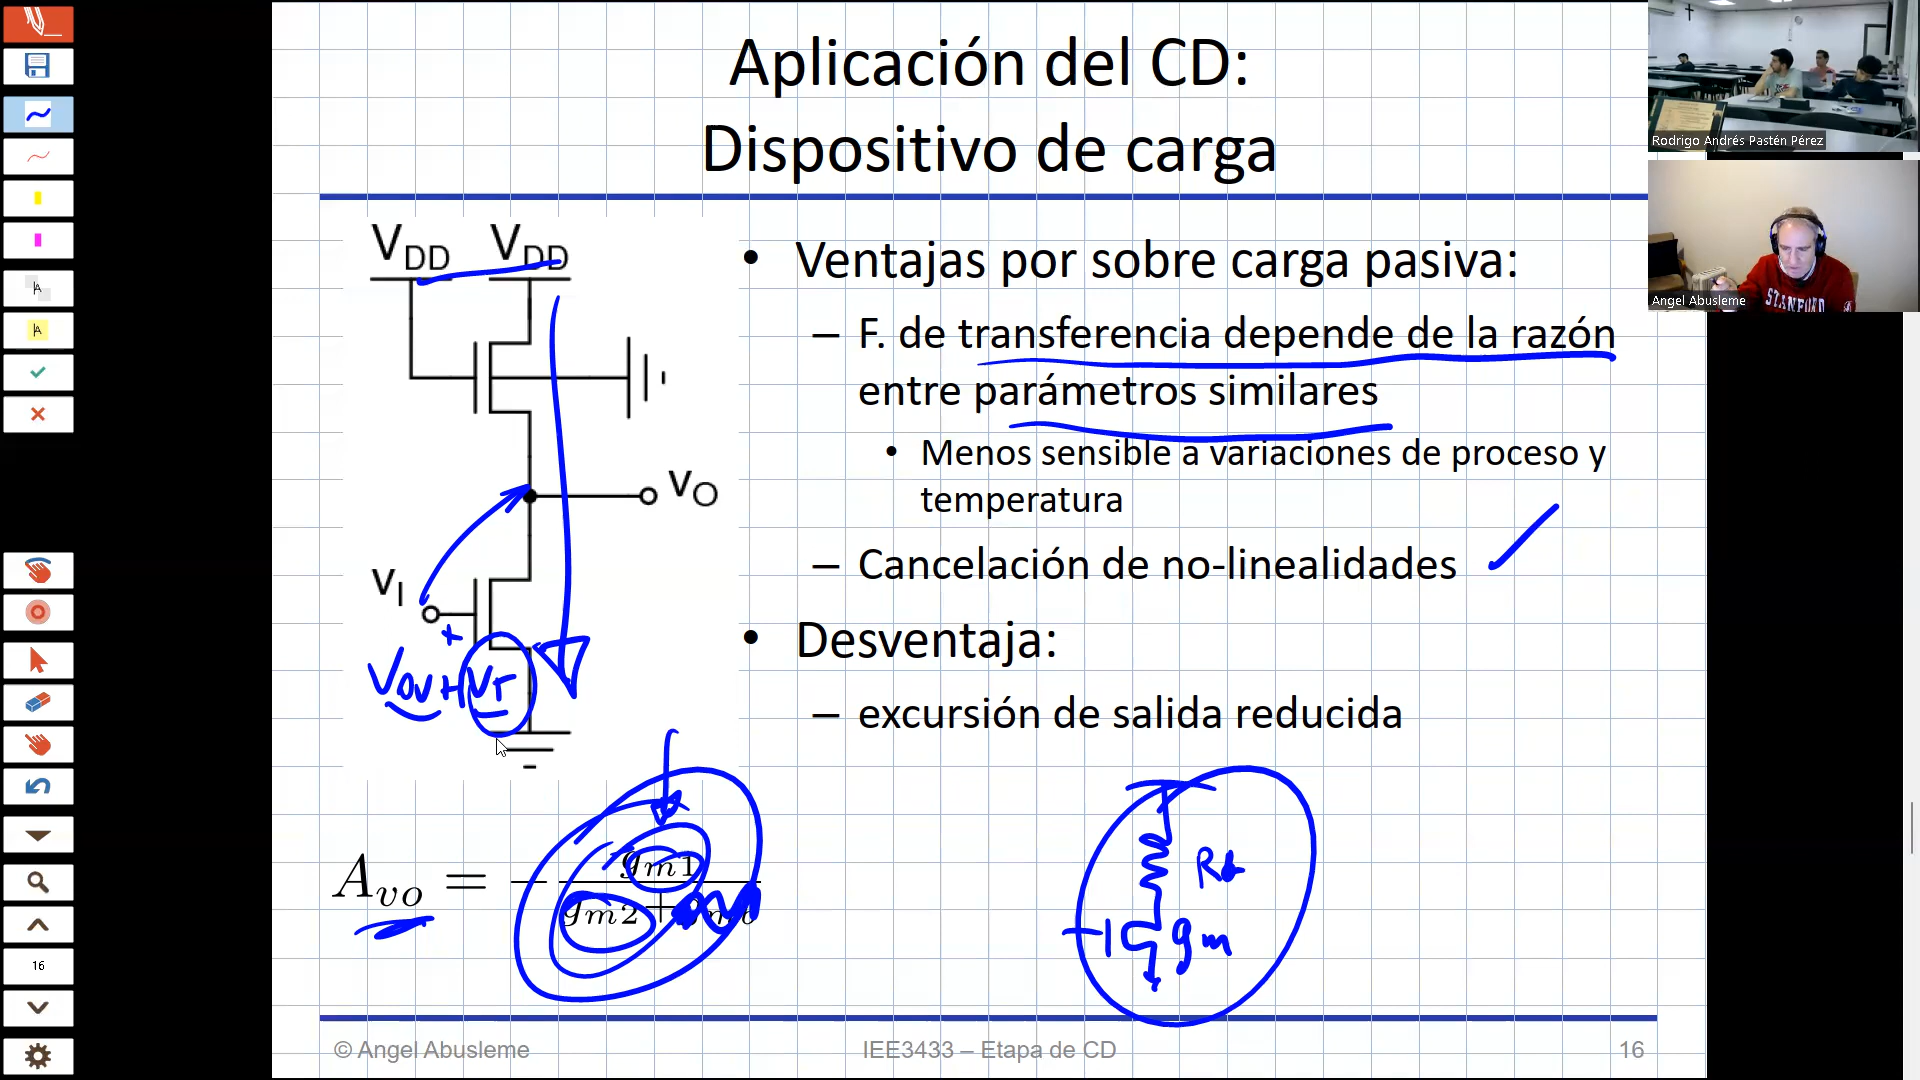 Aplicación del CD:
Dispositivo de carga
Rodrigo Andrés Pastén Pérez
Angel Abusleme
STANFORD
VDD VDD
• Ventajas por sobre carga pasiva:
– F. de transferencia depende de la razón
entre parámetros similares
• Menos sensible a variaciones de proceso y
temperatura
– Cancelación de no-linealidades
• Desventaja:
– excursión de salida reducida
vO
vI
+
VOV + VT
Avo = − gm1
gm2 +
gm
16
© Angel Abusleme
IEE3433 – Etapa de CD
16